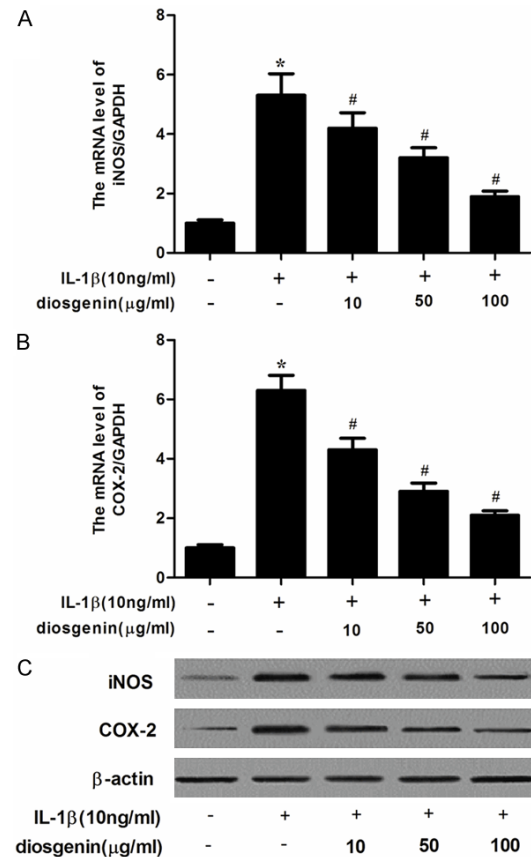 A
The mRNA level of
iNOS/GAPDH
8
6
4
2
0
*
#
#
#
IL-1β(10ng/ml) - + + + +
diosgenin(μg/ml) - - 10 50 100
B
The mRNA level of
COX-2/GAPDH
8
6
4
2
0
*
#
#
#
IL-1β(10ng/ml) - + + + +
diosgenin(μg/ml) - - 10 50 100
C
iNOS
COX-2
β-actin
IL-1β(10ng/ml) - + + + +
diosgenin(μg/ml) - - 10 50 100